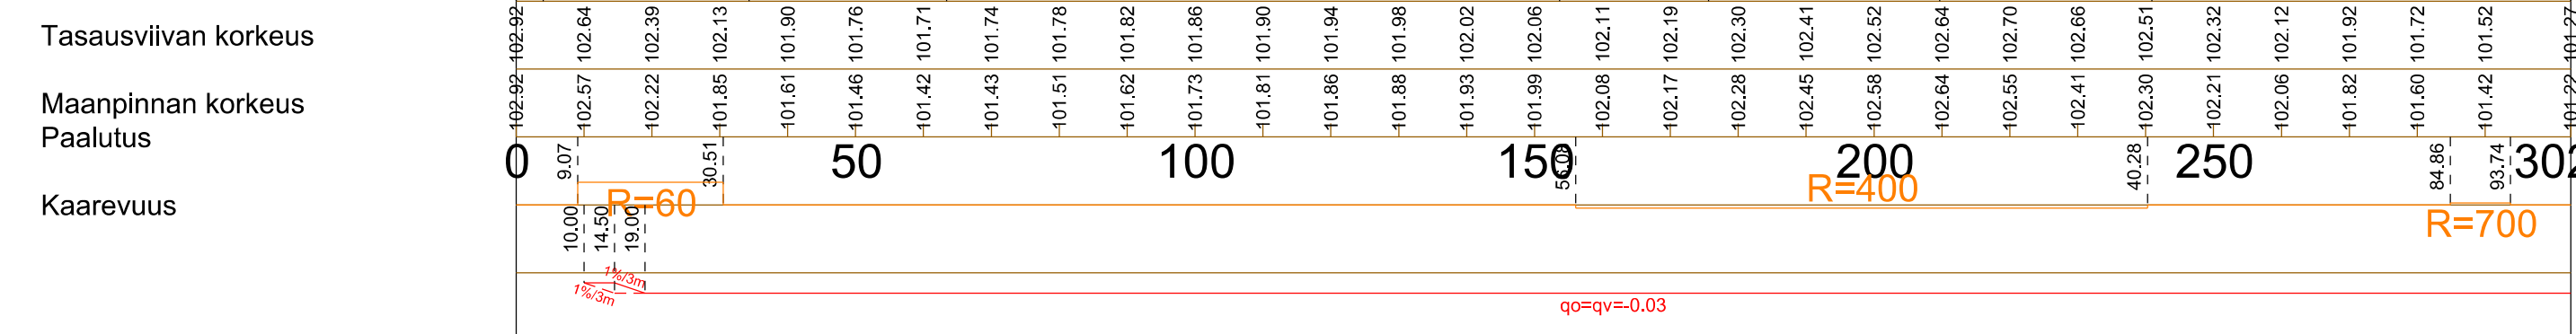 Tasausviivan korkeus 102.92 102.64 102.39 102.13 101.90 101.76 101.71 101.74 101.78 101.82 101.86 101.90 101.94 101.98 102.02 102.06 102.11 102.19 102.30 102.41 102.52 102.64 102.70 102.66 102.51 102.32 102.12 101.92 101.72 101.52 101.27
Maanpinnan korkeus 102.92 102.57 102.22 101.85 101.61 101.46 101.42 101.43 101.51 101.62 101.73 101.81 101.86 101.88 101.93 101.99 102.08 102.17 102.28 102.45 102.58 102.64 102.55 102.41 102.30 102.21 102.06 101.82 101.60 101.42 101.22
Paalutus
0 9.07 30.51 50 100 150 56.08 200 40.28 250 84.86 93.74 302
Kaarevuus R=60 R=400 R=700
10.00 14.50 19.00
1%/3m 1%/3m
qo=qv=-0.03